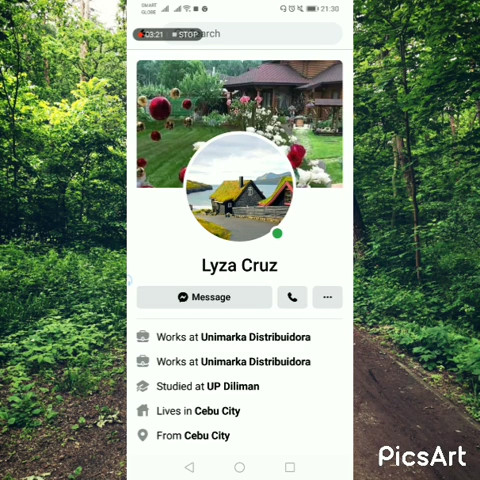 SMART
GLOBE
21:30
03:21 STOP arch
Lyza Cruz
Message
Works at Unimarka Distribuidora
Works at Unimarka Distribuidora
Studied at UP Diliman
Lives in Cebu City
From Cebu City
PicsArt